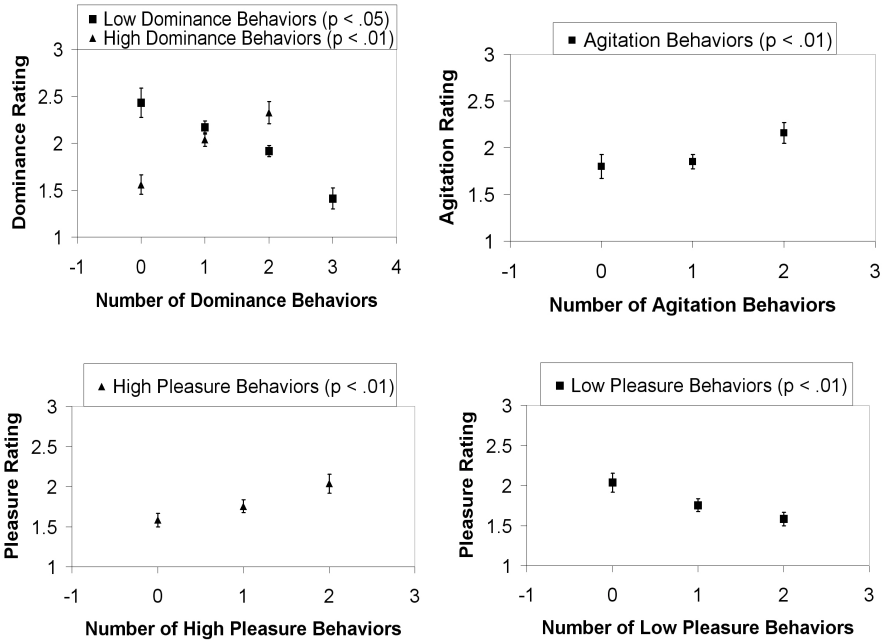 Low Dominance Behaviors (p < .05)
High Dominance Behaviors (p < .01)
3
2.5
2
1.5
1
-1 0 1 2 3 4
Dominance Rating
Number of Dominance Behaviors
Agitation Behaviors (p < .01)
3
2.5
2
1.5
1
-1 0 1 2 3
Agitation Rating
Number of Agitation Behaviors
High Pleasure Behaviors (p < .01)
3
2.5
2
1.5
1
-1 0 1 2 3
Pleasure Rating
Number of High Pleasure Behaviors
Low Pleasure Behaviors (p < .01)
3
2.5
2
1.5
1
-1 0 1 2 3
Pleasure Rating
Number of Low Pleasure Behaviors